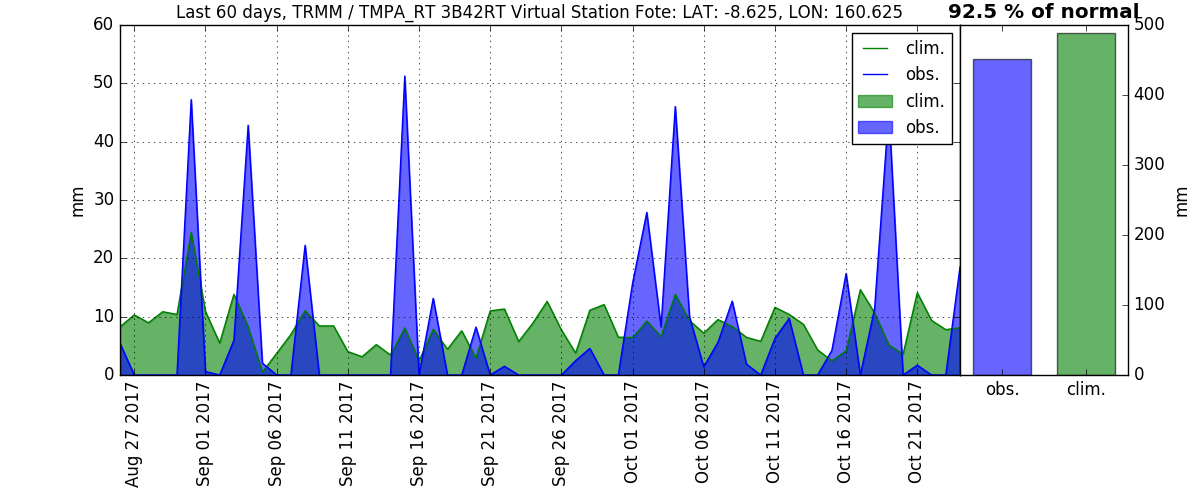 Last 60 days, TRMM / TMPA_RT 3B42RT Virtual Station Fote: LAT: -8.625, LON: 160.625
92.5 % of normal
60
50
40
30
20
10
0
mm
clim.
obs.
clim.
obs.
500
400
300
200
100
0
mm
Aug 27 2017
Sep 01 2017
Sep 06 2017
Sep 11 2017
Sep 16 2017
Sep 21 2017
Sep 26 2017
Oct 01 2017
Oct 06 2017
Oct 11 2017
Oct 16 2017
Oct 21 2017
obs.
clim.